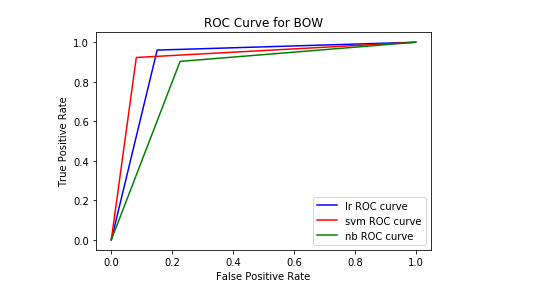 ROC Curve for BOW
True Positive Rate
1.0
0.8
0.6
0.4
0.2
0.0
lr ROC curve
svm ROC curve
nb ROC curve
0.0 0.2 0.4 0.6 0.8 1.0
False Positive Rate